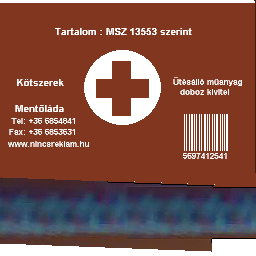 Tartalom : MSZ 13553 szerint
Kötszerek
Ütésálló műanyag
doboz kivitel
Mentőláda
Tel: +36 6854841
Fax: +36 6853631
www.nincsreklam.hu
5697412541